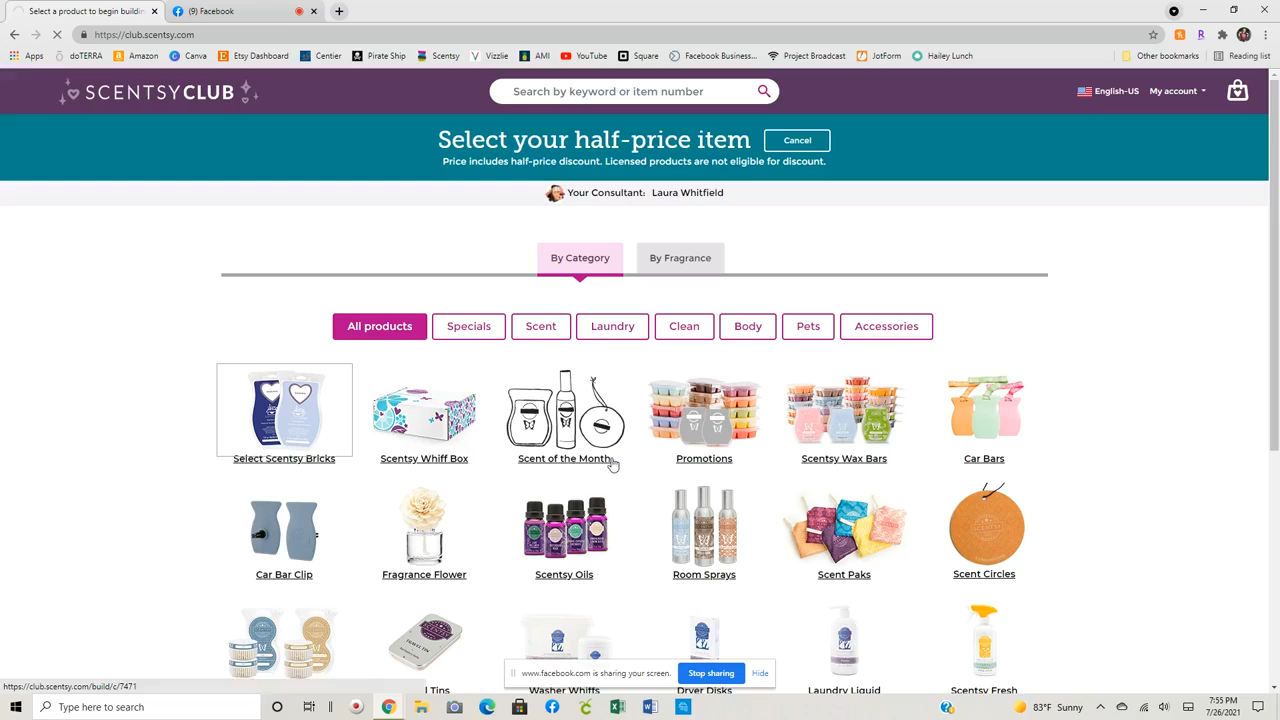 Select a product to begin buildin
(9) Facebook
https://club.scentsy.com
Apps
doTERRA
Amazon
Canva
Etsy Dashboard
Centier
Pirate Ship
Scentsy
Vizzlie
AMI
YouTube
Square
Facebook Business...
Project Broadcast
JotForm
Hailey Lunch
Other bookmarks
Reading list
SCENTSYCLUB
Search by keyword or item number
English-US
My account
Select your half-price item
Cancel
Price includes half-price discount. Licensed products are not eligible for discount.
Your Consultant: Laura Whitfield
By Category
By Fragrance
All products
Specials
Scent
Laundry
Clean
Body
Pets
Accessories
Select Scentsy Bricks
Scentsy Whiff Box
Scent of the Month
Promotions
Scentsy Wax Bars
Car Bars
Car Bar Clip
Fragrance Flower
Scentsy Oils
Room Sprays
Scent Paks
Scent Circles
l Tins
Washer Whiffs
Dryer Disks
Laundry Liquid
Scentsy Fresh
www.facebook.com is sharing your screen.
Stop sharing
Hide
https://club.scentsy.com/build/c/7471
Type here to search
83°F Sunny
7:55 PM
7/26/2021